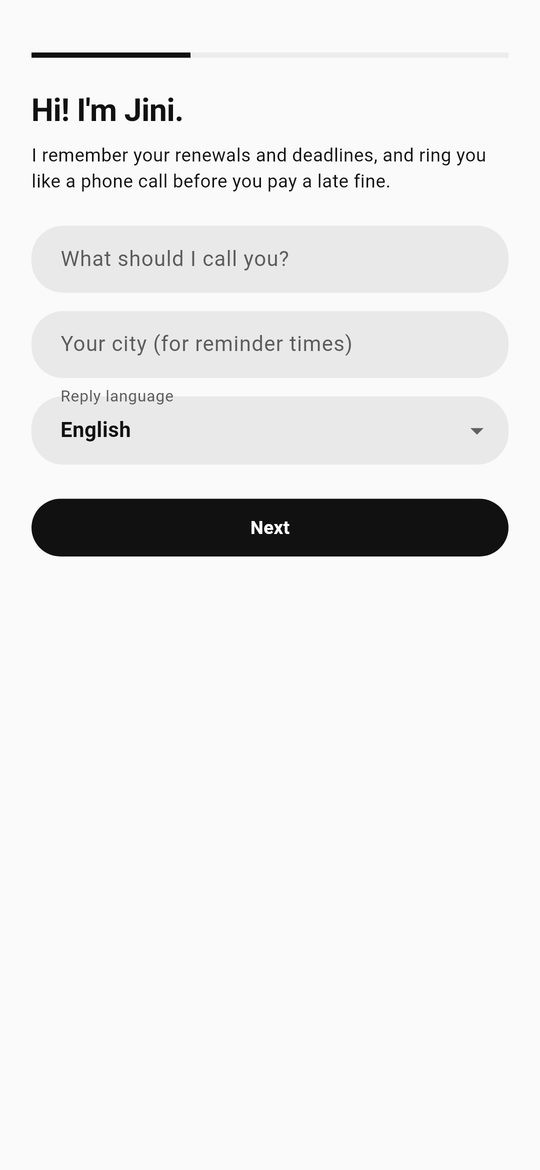 Hi! I'm Jini.
I remember your renewals and deadlines, and ring you
like a phone call before you pay a late fine.
What should I call you?
Your city (for reminder times)
Reply language
English
Next